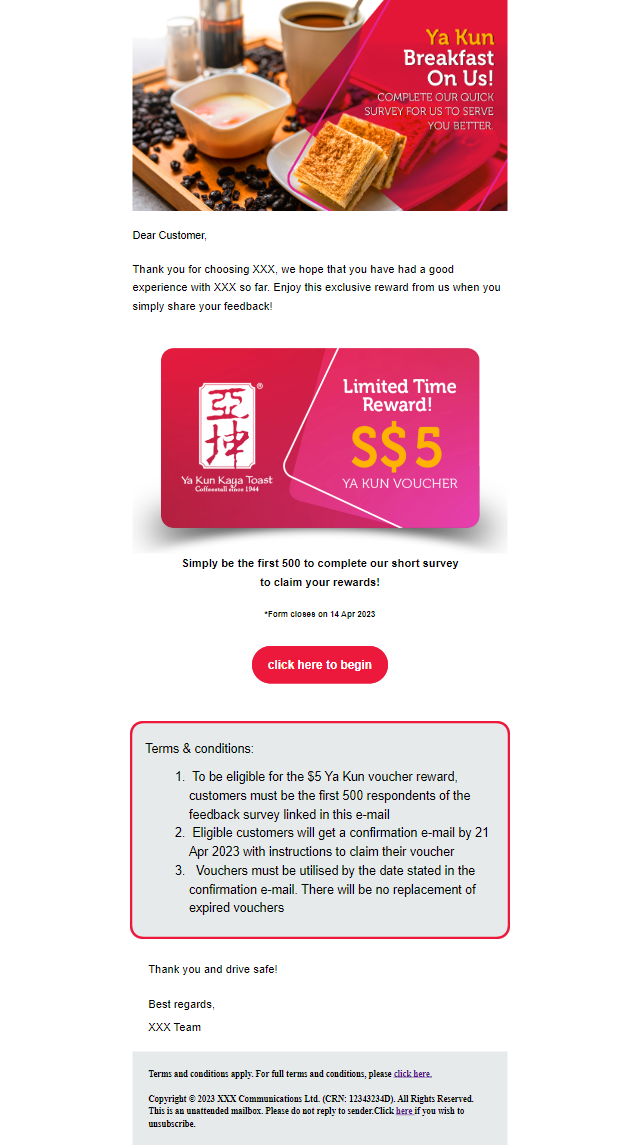 Ya Kun
Breakfast
On Us!
COMPLETE OUR QUICK
SURVEY FOR US TO SERVE
YOU BETTER.
Dear Customer,
Thank you for choosing XXX, we hope that you have had a good
experience with XXX so far. Enjoy this exclusive reward from us when you
simply share your feedback!
亞坤
®
Ya Kun Kaya Toast
Coffeestall since 1944
Limited Time
Reward!
S$5
YA KUN VOUCHER
Simply be the first 500 to complete our short survey
to claim your rewards!
*Form closes on 14 Apr 2023
click here to begin
Terms & conditions:
1. To be eligible for the $5 Ya Kun voucher reward,
customers must be the first 500 respondents of the
feedback survey linked in this e-mail
2. Eligible customers will get a confirmation e-mail by 21
Apr 2023 with instructions to claim their voucher
3. Vouchers must be utilised by the date stated in the
confirmation e-mail. There will be no replacement of
expired vouchers
Thank you and drive safe!
Best regards,
XXX Team
Terms and conditions apply. For full terms and conditions, please click here.
Copyright © 2023 XXX Communications Ltd. (CRN: 12343234D). All Rights Reserved.
This is an unattended mailbox. Please do not reply to sender.Click here if you wish to
unsubscribe.